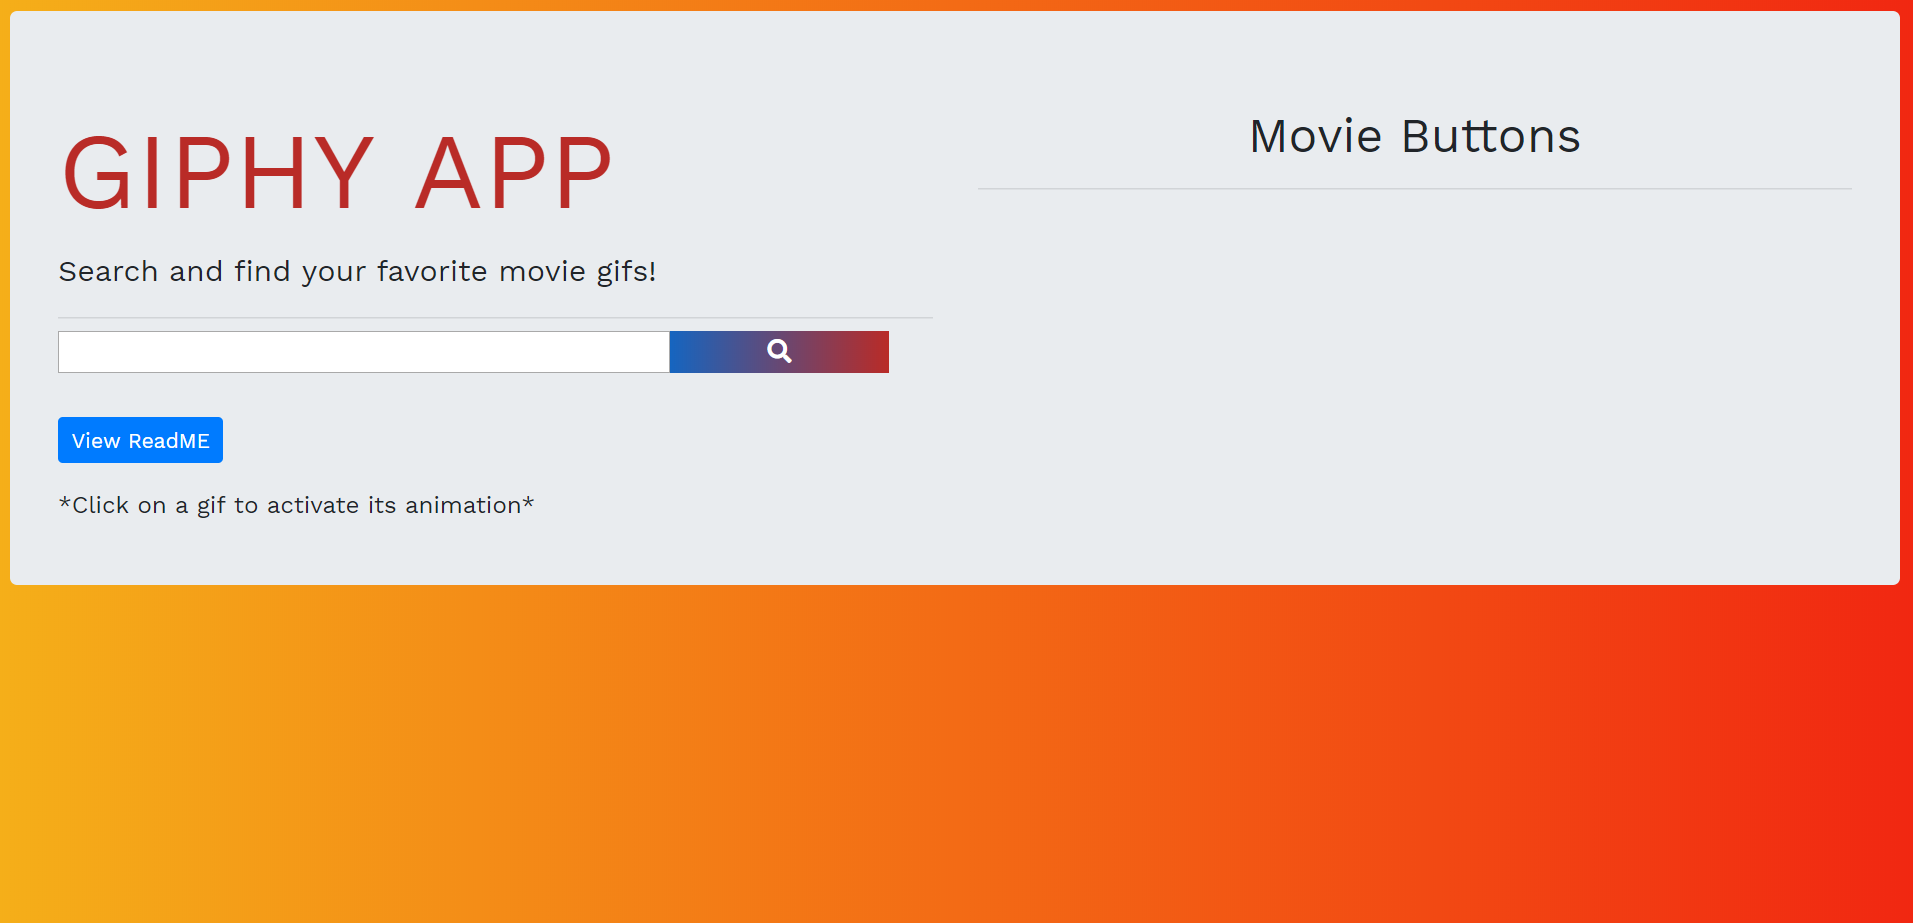 GIPHY APP
Search and find your favorite movie gifs!
View ReadME
*Click on a gif to activate its animation*
Movie Buttons